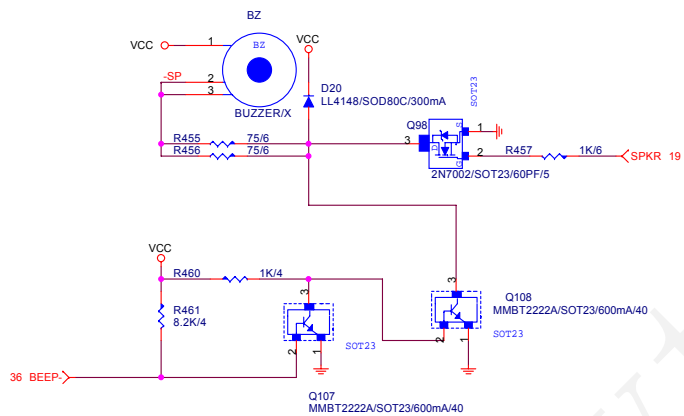 BZ
VCC
1
BZ
VCC
-SP
2
3
BUZZER/X
D20
LL4148/SOD80C/300mA
SOT23
Q98
S
1
D
3
G
2
R457
1K/6
SPKR 19
2N7002/SOT23/60PF/5
R455
75/6
R456
75/6
VCC
R460
1K/4
R461
8.2K/4
3
2
1
SOT23
3
Q108
MMBT2222A/SOT23/600mA/40
SOT23
2
1
36 BEEP-
Q107
MMBT2222A/SOT23/600mA/40